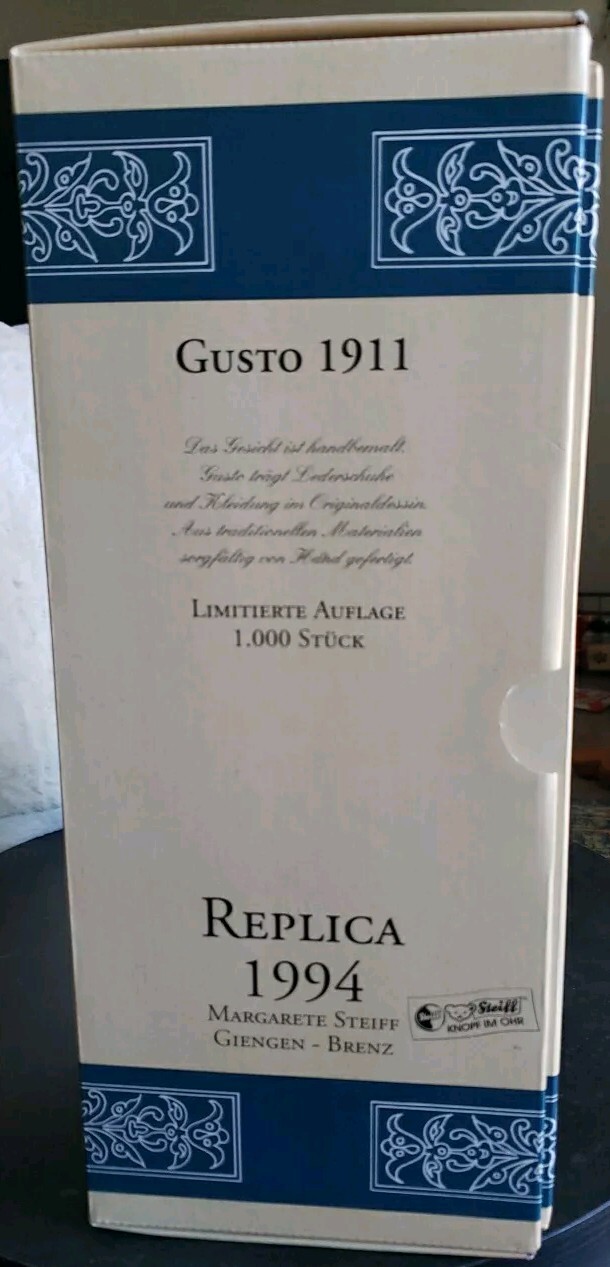 GUSTO 1911
Das Gesicht ist handbemalt.
Gusto trägt Lederschuhe
und Kleidung im Originaldessin.
Aus traditionellen Materialien
sorgfältig von Hand gefertigt.
LIMITIERTE AUFLAGE
1.000 STÜCK
REPLICA
1994
MARGARETE STEIFF
GIENGEN - BRENZ
Steiff
Steiff
KNOPF IM OHR